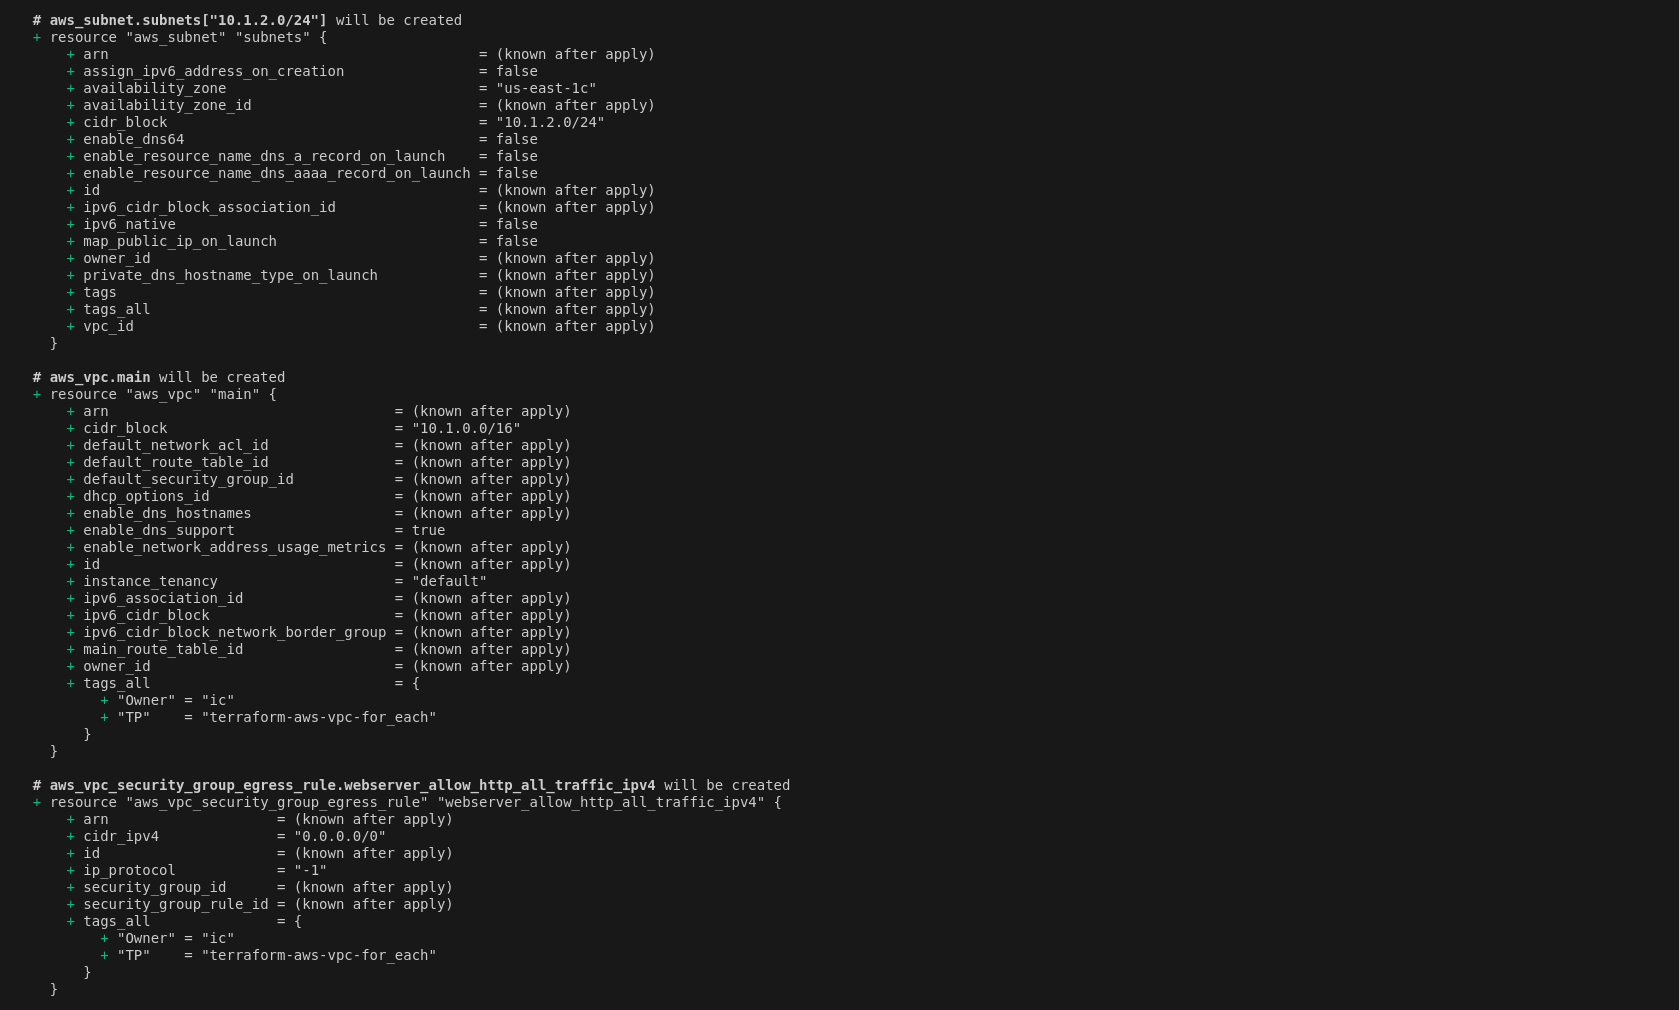 # aws_subnet.subnets["10.1.2.0/24"] will be created
+ resource "aws_subnet" "subnets" {
    + arn                                            = (known after apply)
    + assign_ipv6_address_on_creation                = false
    + availability_zone                              = "us-east-1c"
    + availability_zone_id                           = (known after apply)
    + cidr_block                                     = "10.1.2.0/24"
    + enable_dns64                                   = false
    + enable_resource_name_dns_a_record_on_launch    = false
    + enable_resource_name_dns_aaaa_record_on_launch = false
    + id                                             = (known after apply)
    + ipv6_cidr_block_association_id                 = (known after apply)
    + ipv6_native                                    = false
    + map_public_ip_on_launch                        = false
    + owner_id                                       = (known after apply)
    + private_dns_hostname_type_on_launch            = (known after apply)
    + tags                                           = (known after apply)
    + tags_all                                       = (known after apply)
    + vpc_id                                         = (known after apply)
  }

# aws_vpc.main will be created
+ resource "aws_vpc" "main" {
    + arn                                  = (known after apply)
    + cidr_block                           = "10.1.0.0/16"
    + default_network_acl_id               = (known after apply)
    + default_route_table_id               = (known after apply)
    + default_security_group_id            = (known after apply)
    + dhcp_options_id                      = (known after apply)
    + enable_dns_hostnames                 = (known after apply)
    + enable_dns_support                   = true
    + enable_network_address_usage_metrics = (known after apply)
    + id                                   = (known after apply)
    + instance_tenancy                     = "default"
    + ipv6_association_id                  = (known after apply)
    + ipv6_cidr_block                      = (known after apply)
    + ipv6_cidr_block_network_border_group = (known after apply)
    + main_route_table_id                  = (known after apply)
    + owner_id                             = (known after apply)
    + tags_all                             = {
        + "Owner" = "ic"
        + "TP"    = "terraform-aws-vpc-for_each"
      }
  }

# aws_vpc_security_group_egress_rule.webserver_allow_http_all_traffic_ipv4 will be created
+ resource "aws_vpc_security_group_egress_rule" "webserver_allow_http_all_traffic_ipv4" {
    + arn                    = (known after apply)
    + cidr_ipv4              = "0.0.0.0/0"
    + id                     = (known after apply)
    + ip_protocol            = "-1"
    + security_group_id      = (known after apply)
    + security_group_rule_id = (known after apply)
    + tags_all               = {
        + "Owner" = "ic"
        + "TP"    = "terraform-aws-vpc-for_each"
      }
  }